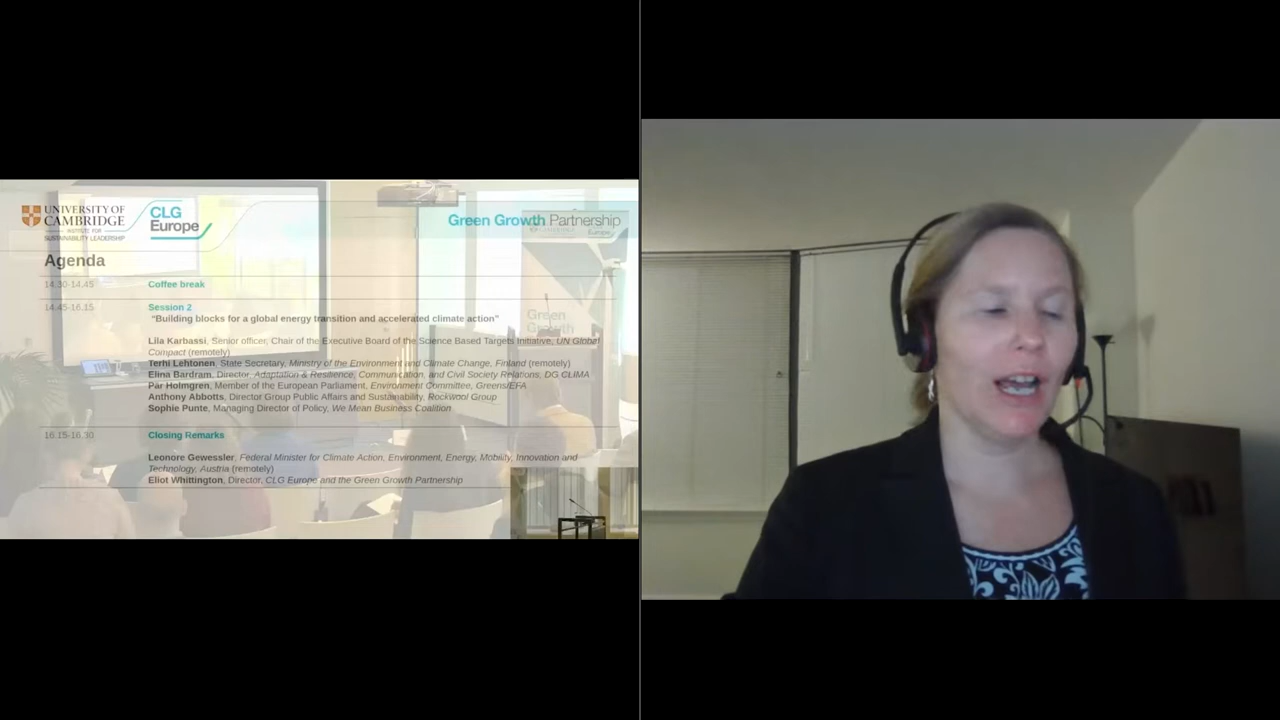 UNIVERSITY OF
CAMBRIDGE
INSTITUTE FOR
SUSTAINABILITY LEADERSHIP
CLG
Europe
Green Growth Partnership
Europe
Agenda
14.30-14.45 Coffee break
14.45-16.15 Session 2
“Building blocks for a global energy transition and accelerated climate action”
Lila Karbassi, Senior officer, Chair of the Executive Board of the Science Based Targets Initiative, UN Global
Compact (remotely)
Terhi Lehtonen, State Secretary, Ministry of the Environment and Climate Change, Finland (remotely)
Elina Bardram, Director, Adaptation & Resilience, Communication, and Civil Society Relations, DG CLIMA
Pär Holmgren, Member of the European Parliament, Environment Committee, Greens/EFA
Anthony Abbotts, Director Group Public Affairs and Sustainability, Rockwool Group
Sophie Punte, Managing Director of Policy, We Mean Business Coalition
16.15-16.30 Closing Remarks
Leonore Gewessler, Federal Minister for Climate Action, Environment, Energy, Mobility, Innovation and
Technology, Austria (remotely)
Eliot Whittington, Director, CLG Europe and the Green Growth Partnership
Green
Growth